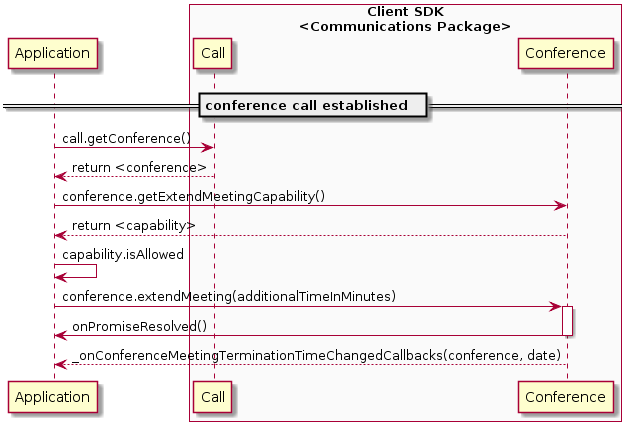 Client SDK
<Communications Package>
Application
Call
Conference
conference call established
call.getConference()
return <conference>
conference.getExtendMeetingCapability()
return <capability>
capability.isAllowed
conference.extendMeeting(additionalTimeInMinutes)
onPromiseResolved()
_onConferenceMeetingTerminationTimeChangedCallbacks(conference, date)
Application
Call
Conference